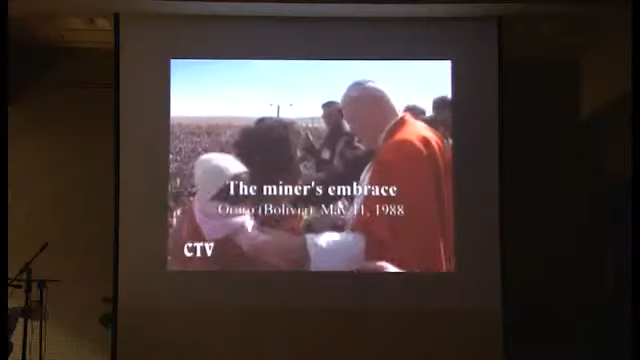 The miner's embrace
Oruro (Bolivia) May 11, 1988
CTV